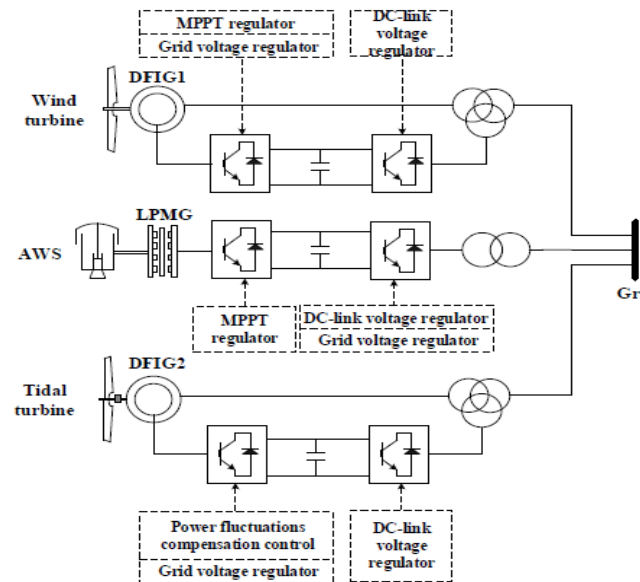 MPPT regulator
Grid voltage regulator
DC-link
voltage
regulator
DFIG1
Wind
turbine
LPMG
AWS
Gr
MPPT
regulator
DC-link voltage regulator
Grid voltage regulator
DFIG2
Tidal
turbine
Power fluctuations
compensation control
Grid voltage regulator
DC-link
voltage
regulator